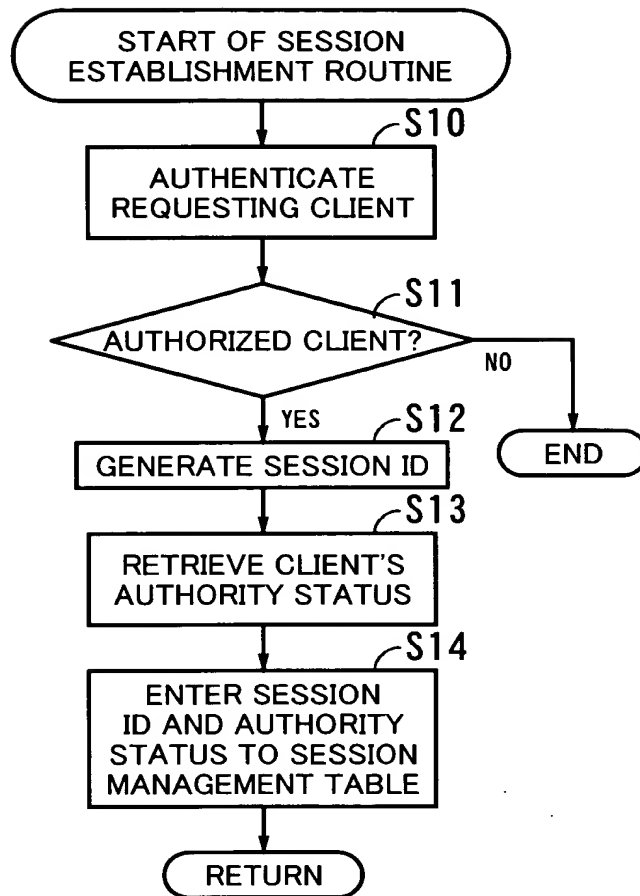 START OF SESSION
ESTABLISHMENT ROUTINE
S10
AUTHENTICATE
REQUESTING CLIENT
S11
AUTHORIZED CLIENT?
NO
YES
END
S12
GENERATE SESSION ID
S13
RETRIEVE CLIENT'S
AUTHORITY STATUS
S14
ENTER SESSION
ID AND AUTHORITY
STATUS TO SESSION
MANAGEMENT TABLE
RETURN